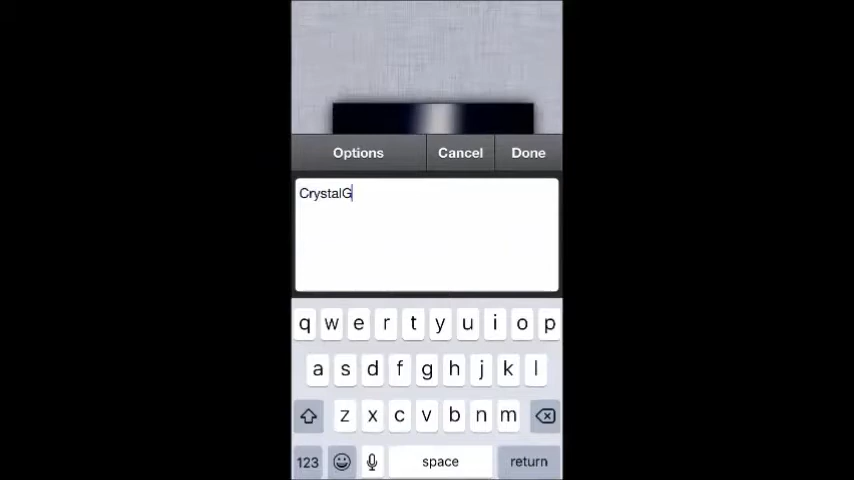 Options Cancel Done
CrystalG
q w e r t y u i o p
a s d f g h j k l
z x c v b n m
123 space return